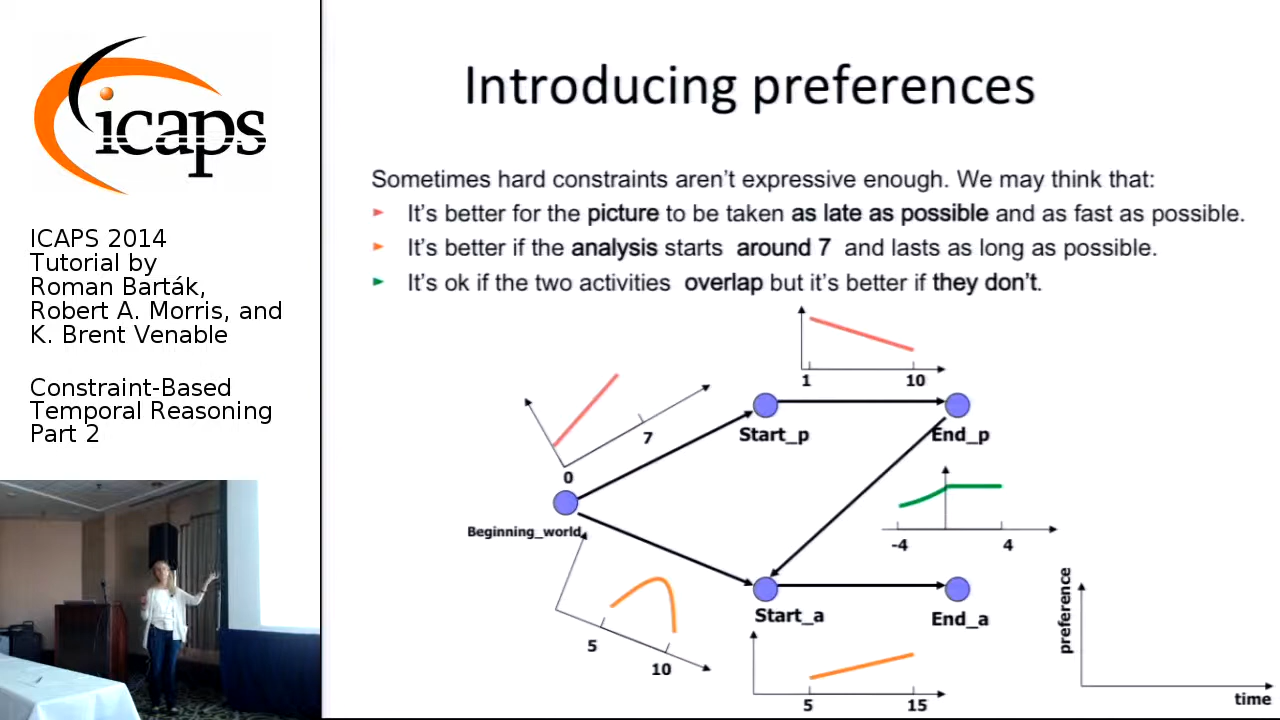 icaps
ICAPS 2014
Tutorial by
Roman Barták,
Robert A. Morris, and
K. Brent Venable
Constraint-Based
Temporal Reasoning
Part 2
Introducing preferences
Sometimes hard constraints aren't expressive enough. We may think that:
► It's better for the picture to be taken as late as possible and as fast as possible.
► It's better if the analysis starts around 7 and lasts as long as possible.
► It's ok if the two activities overlap but it's better if they don't.
1 10
7
0
Start_p
End_p
Beginning_world
-4 4
5
10
Start_a
End_a
5 15
preference
time